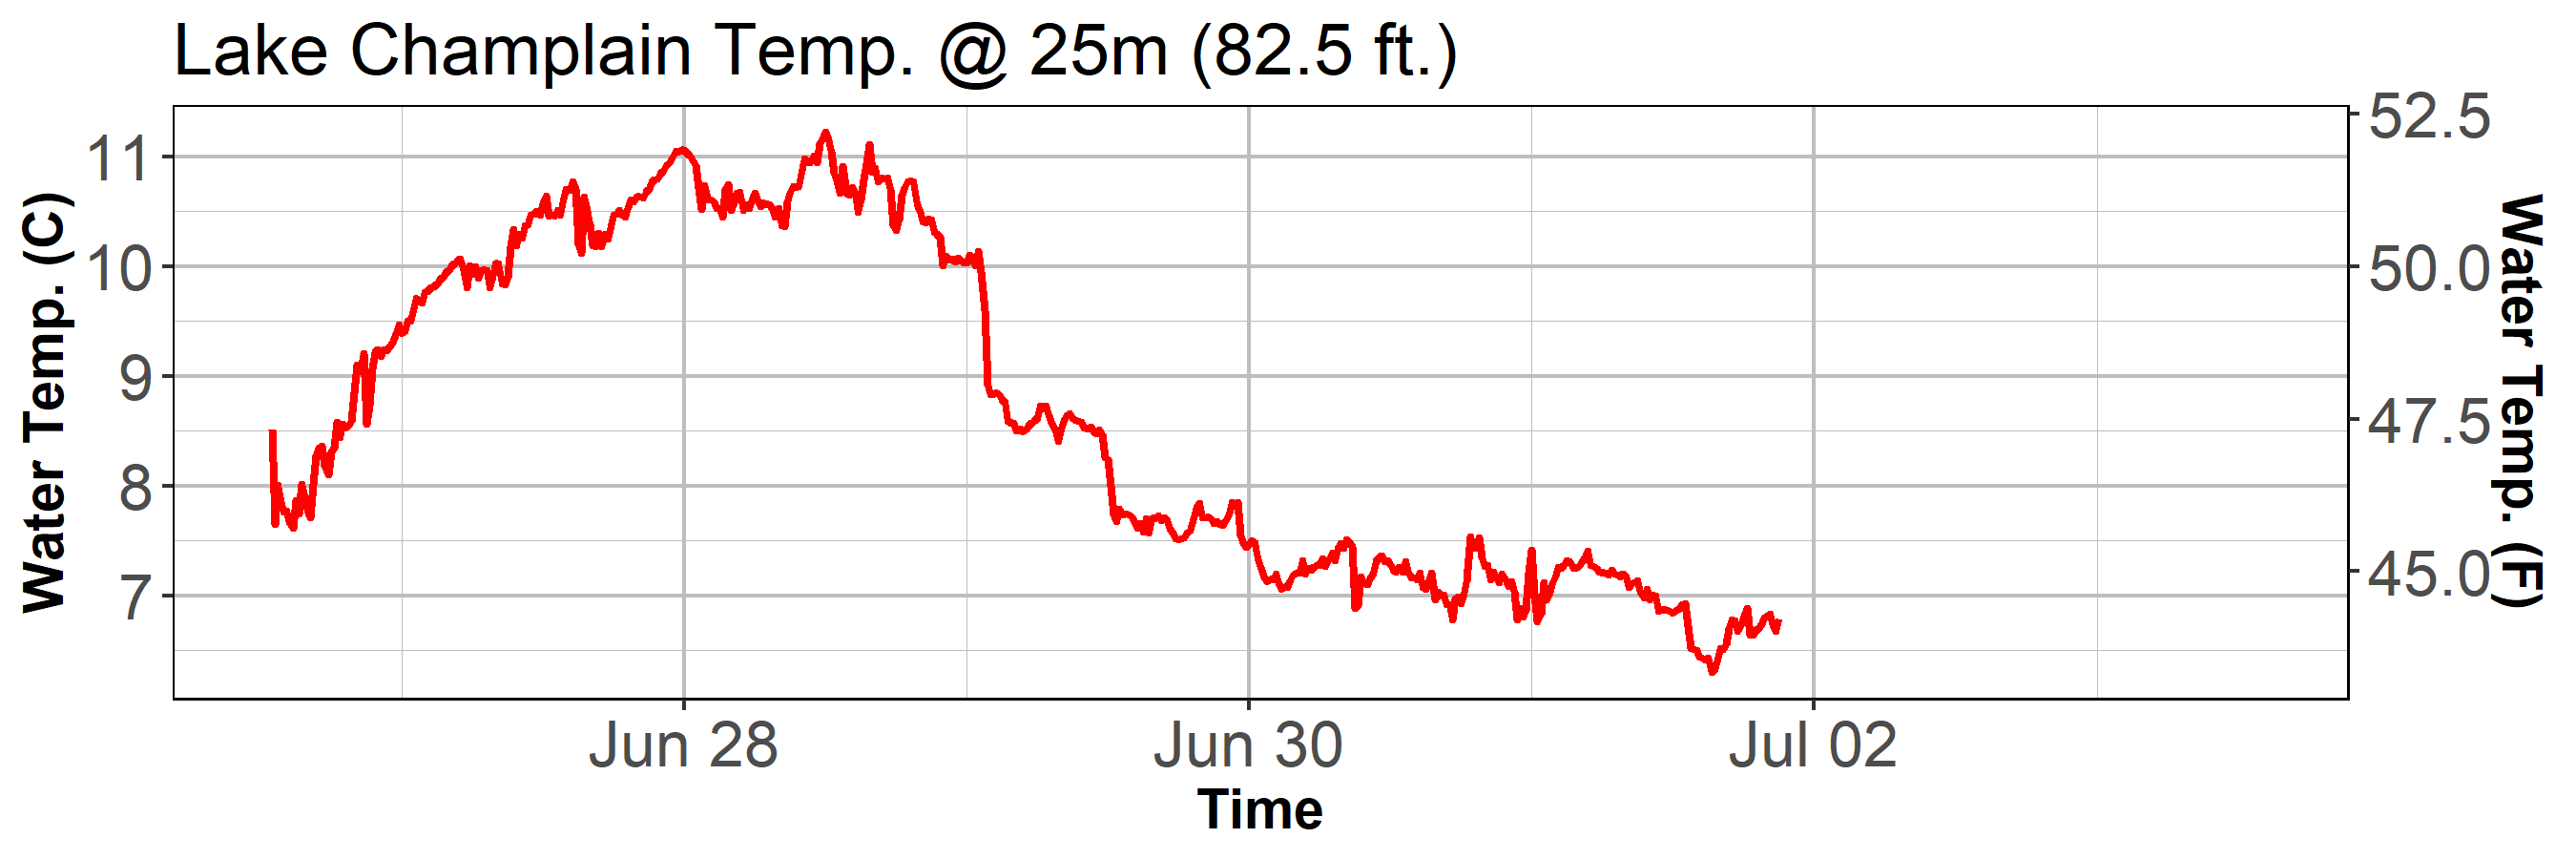 Lake Champlain Temp. @ 25m (82.5 ft.)
Water Temp. (C)
11
10
9
8
7
52.5
50.0
47.5
45.0
Water Temp. (F)
Jun 28
Jun 30
Jul 02
Time